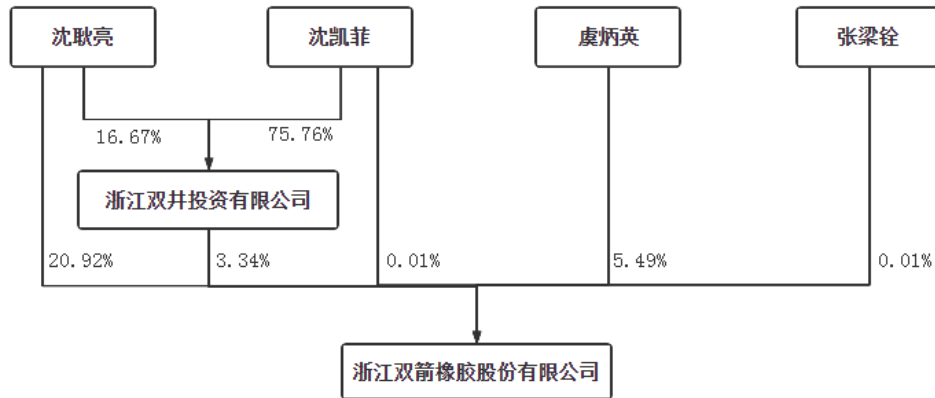 沈耿亮
沈凯菲
虞炳英
张梁铨
16.67%
75.76%
浙江双井投资有限公司
20.92%
3.34%
0.01%
5.49%
0.01%
浙江双箭橡胶股份有限公司